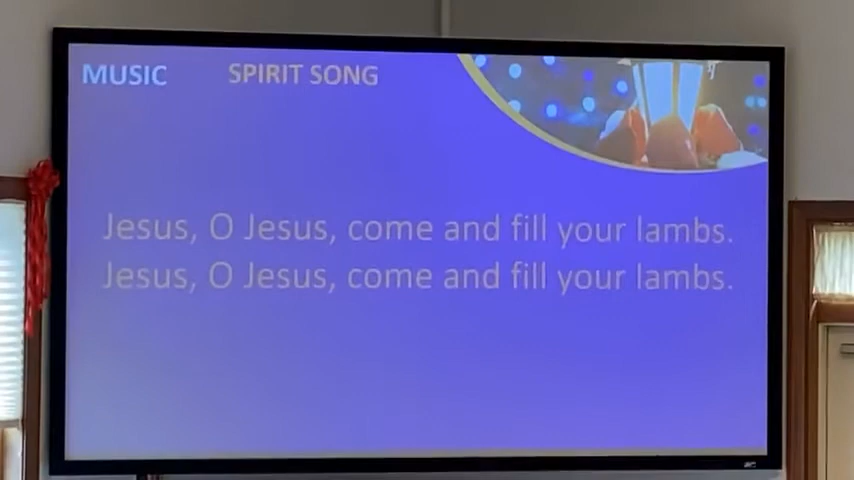 MUSIC SPIRIT SONG
Jesus, O Jesus, come and fill your lambs.
Jesus, O Jesus, come and fill your lambs.